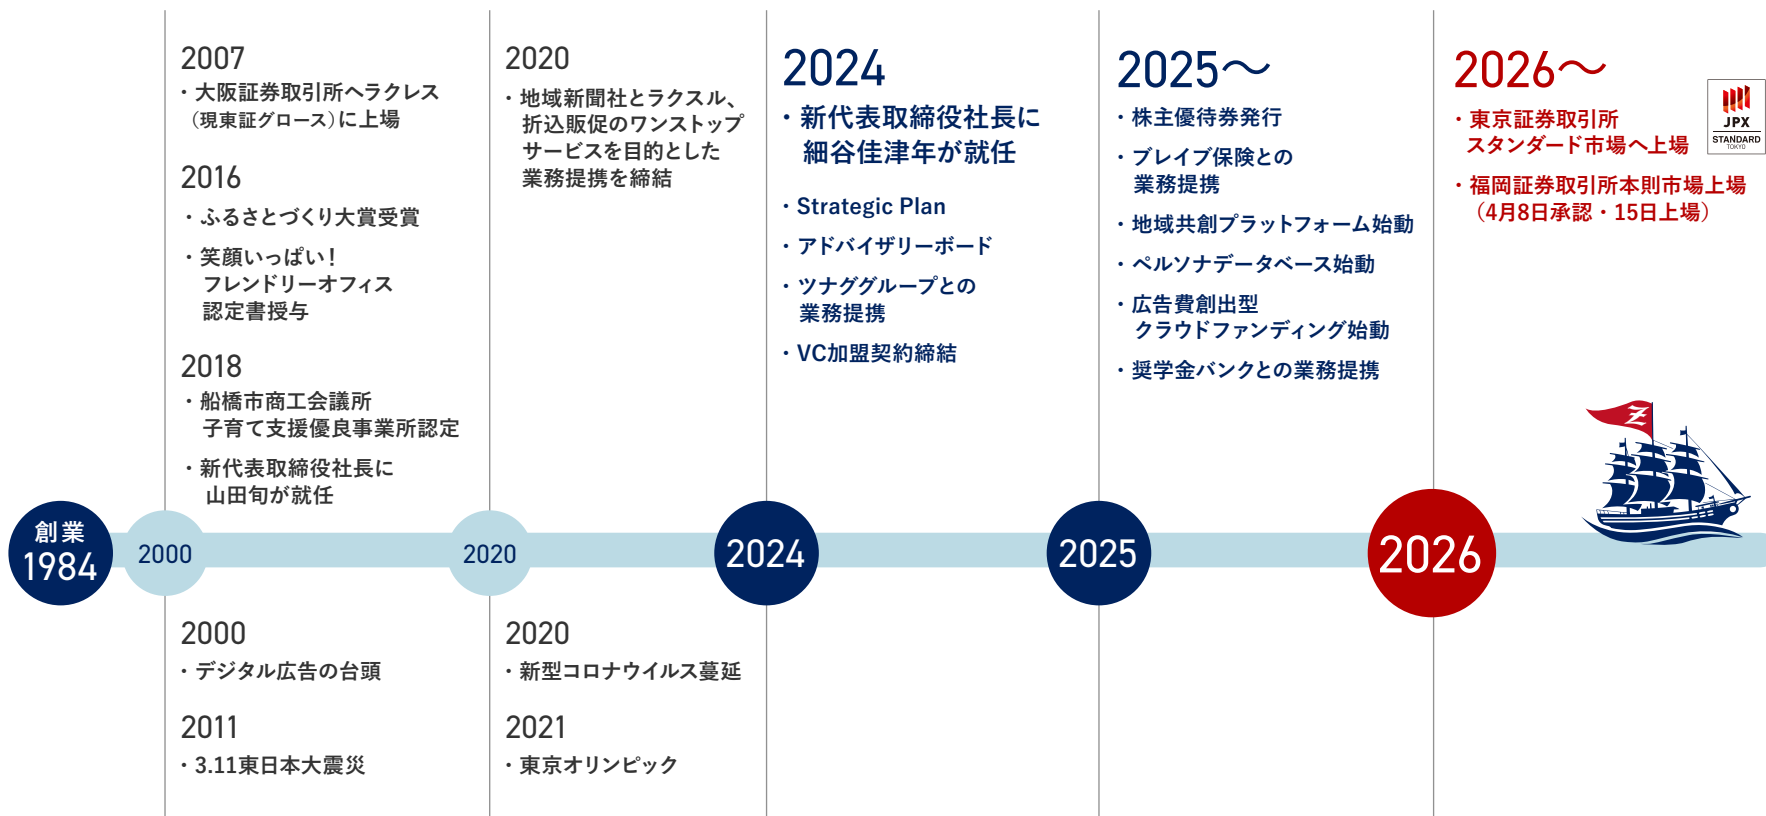 2007
・大阪証券取引所ヘラクレス
（現東証グロース）に上場
2016
・ふるさとづくり大賞受賞
・笑顔いっぱい！
フレンドリーオフィス
認定書授与
2018
・船橋市商工会議所
子育て支援優良事業所認定
・新代表取締役社長に
山田旬が就任
2020
・地域新聞社とラクスル、
折込販促のワンストップ
サービスを目的とした
業務提携を締結
2024
・新代表取締役社長に
細谷佳津年が就任
・Strategic Plan
・アドバイザリーボード
・ツナググループとの
業務提携
・VC加盟契約締結
2025～
・株主優待券発行
・ブレイブ保険との
業務提携
・地域共創プラットフォーム始動
・ペルソナデータベース始動
・広告費創出型
クラウドファンディング始動
・奨学金バンクとの業務提携
2026～
・東京証券取引所
スタンダード市場へ上場
JPX
STANDARD
TOKYO
・福岡証券取引所本則市場上場
（4月8日承認・15日上場）
Z
創業
1984
2000
2020
2024
2025
2026
2000
・デジタル広告の台頭
2011
・3.11東日本大震災
2020
・新型コロナウイルス蔓延
2021
・東京オリンピック